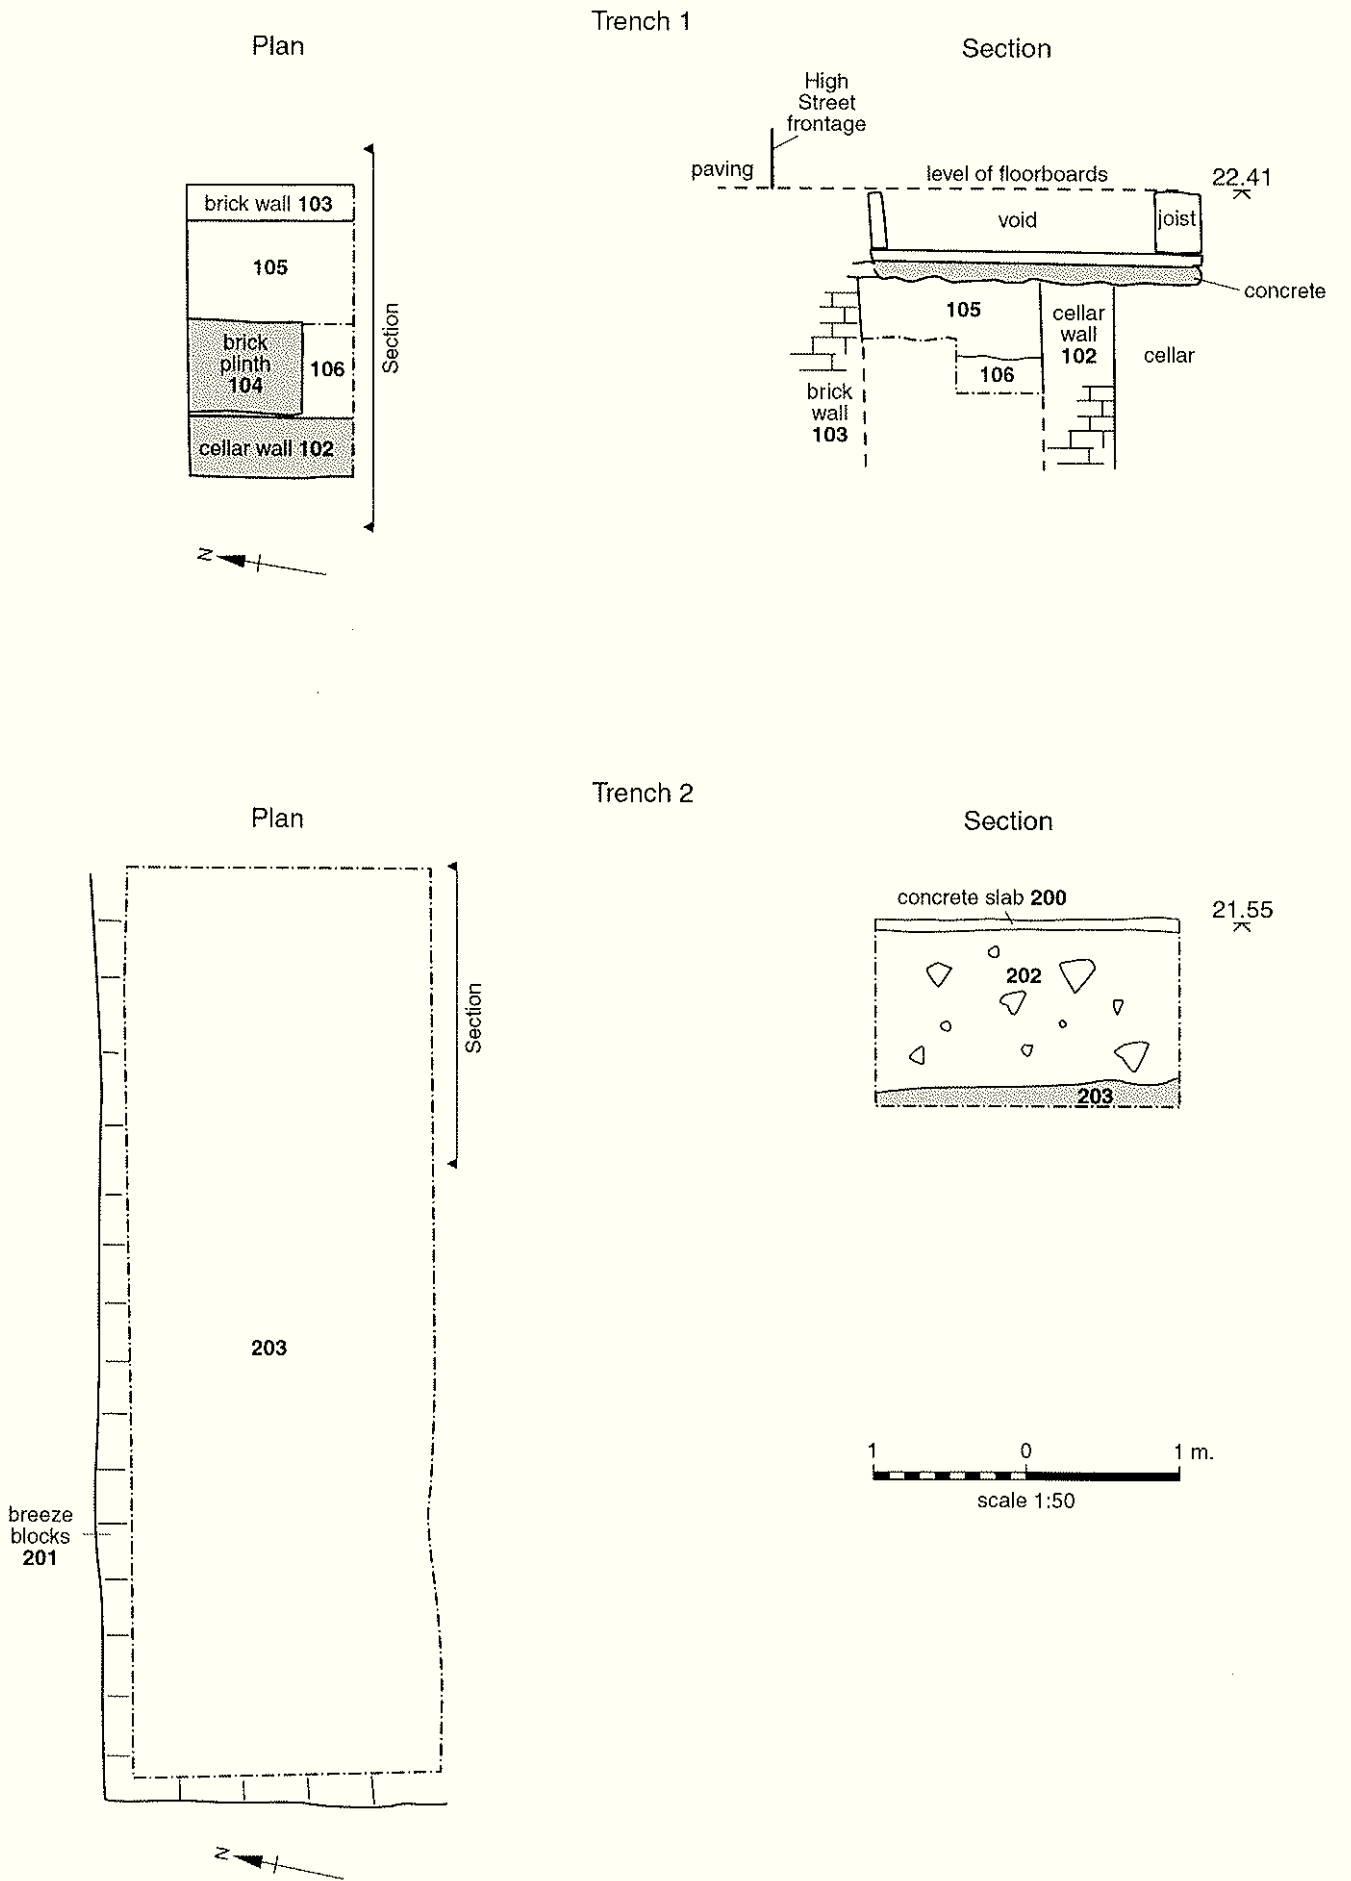 Trench 1
Plan
Section
High
Street
frontage
paving
level of floorboards
22.41
brick wall 103
void
joist
105
concrete
Section
brick
plinth
104
106
cellar wall 102
105
cellar
wall
102
cellar
106
brick
wall
103
N
Trench 2
Plan
Section
concrete slab 200
21.55
202
203
Section
203
1 0 1 m.
scale 1:50
breeze
blocks
201
N